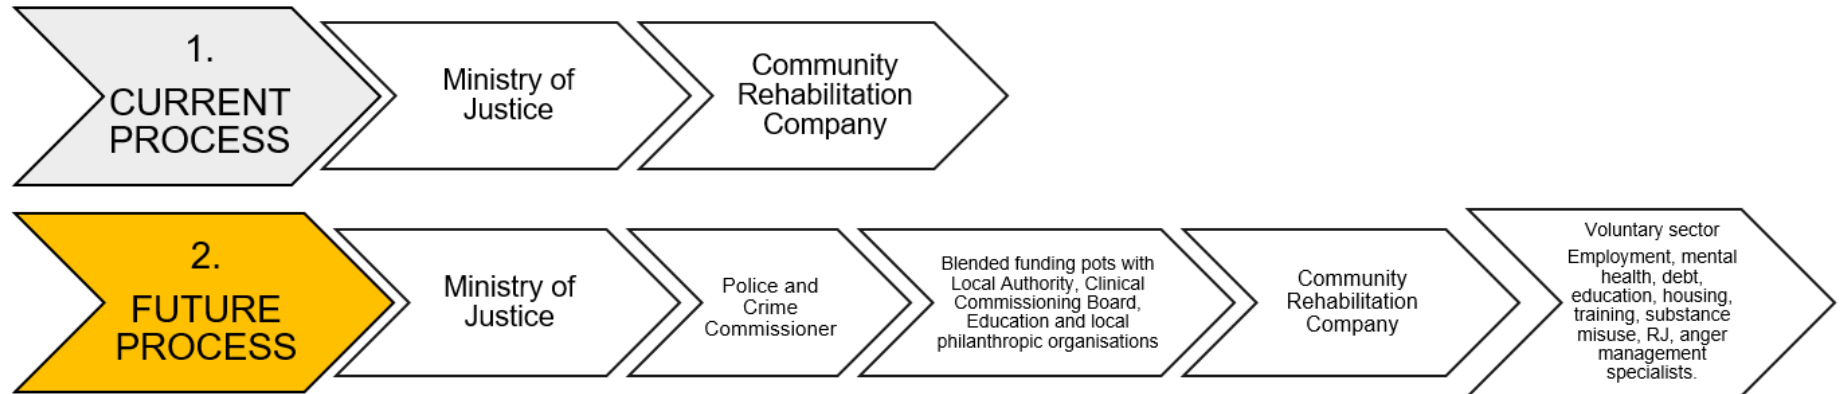 1.
CURRENT
PROCESS
Ministry of
Justice
Community
Rehabilitation
Company
2.
FUTURE
PROCESS
Ministry of
Justice
Police and
Crime
Commissioner
Blended funding pots with
Local Authority, Clinical
Commissioning Board,
Education and local
philanthropic organisations
Community
Rehabilitation
Company
Voluntary sector
Employment, mental
health, debt,
education, housing,
training, substance
misuse, RJ, anger
management
specialists.